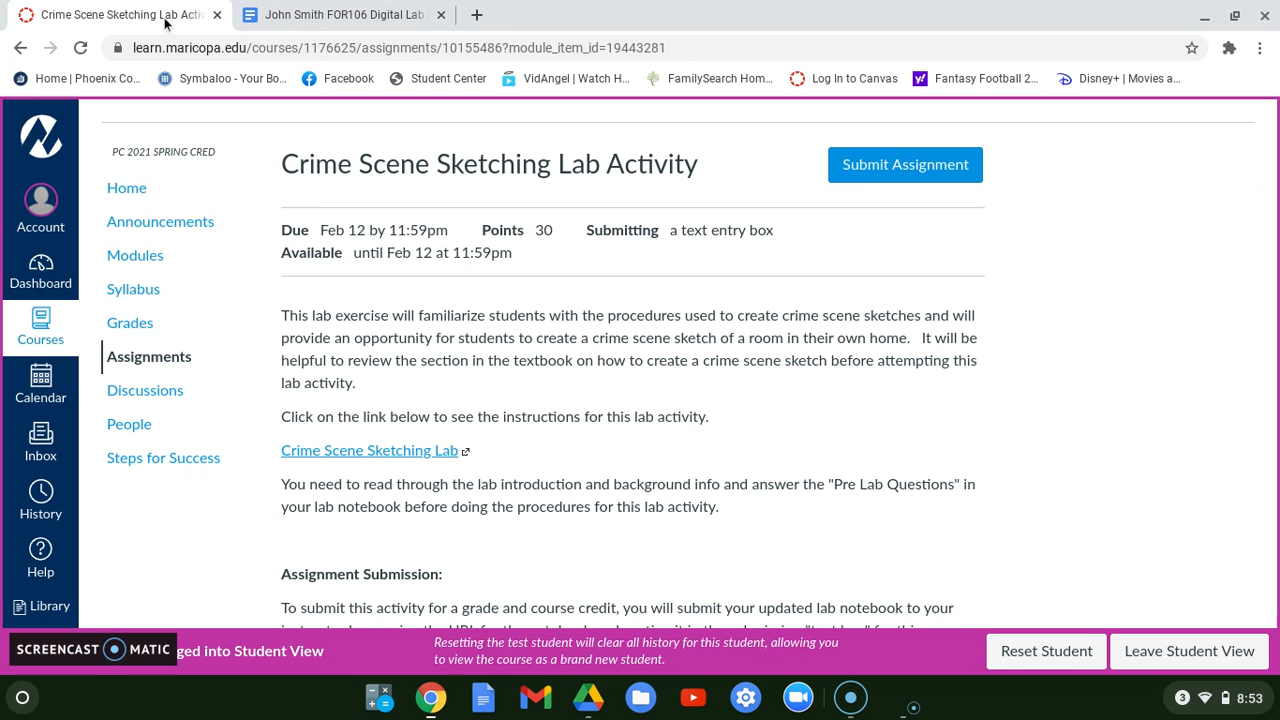 Crime Scene Sketching Lab Activ
John Smith FOR106 Digital Lab
learn.maricopa.edu/courses/1176625/assignments/10155486?module_item_id=19443281
Home | Phoenix Co...
Symbaloo - Your Bo...
Facebook
Student Center
VidAngel | Watch H...
FamilySearch Hom...
Log In to Canvas
Fantasy Football 2...
Disney+ | Movies a...
Account
Dashboard
Courses
Calendar
Inbox
History
Help
Library
PC 2021 SPRING CRED
Home
Announcements
Modules
Syllabus
Grades
Assignments
Discussions
People
Steps for Success
Crime Scene Sketching Lab Activity
Submit Assignment
Due Feb 12 by 11:59pm Points 30 Submitting a text entry box
Available until Feb 12 at 11:59pm
This lab exercise will familiarize students with the procedures used to create crime scene sketches and will
provide an opportunity for students to create a crime scene sketch of a room in their own home. It will be
helpful to review the section in the textbook on how to create a crime scene sketch before attempting this
lab activity.
Click on the link below to see the instructions for this lab activity.
Crime Scene Sketching Lab
You need to read through the lab introduction and background info and answer the "Pre Lab Questions" in
your lab notebook before doing the procedures for this lab activity.
Assignment Submission:
To submit this activity for a grade and course credit, you will submit your updated lab notebook to your
SCREENCAST MATIC
ged into Student View
Resetting the test student will clear all history for this student, allowing you
to view the course as a brand new student.
Reset Student
Leave Student View
3
8:53